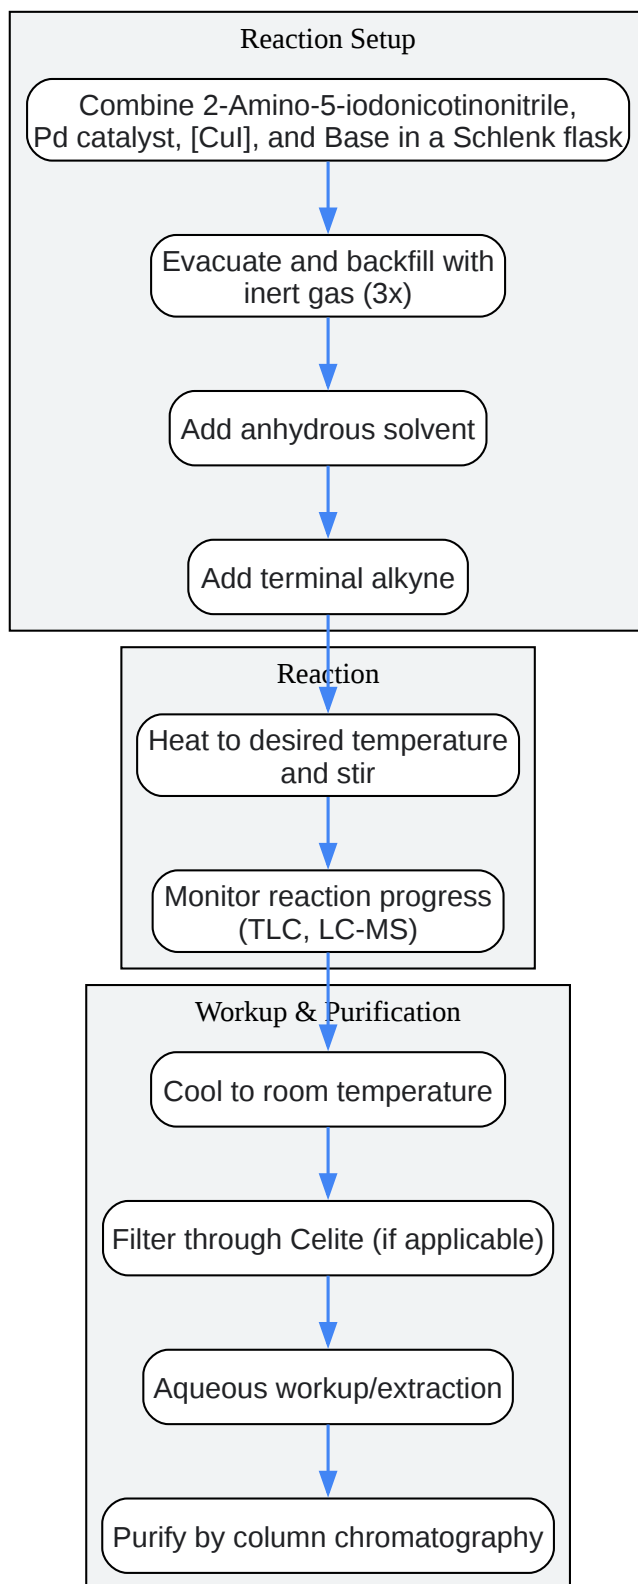 Reaction Setup
Combine 2-Amino-5-iodonicotinonitrile,
Pd catalyst, [CuI], and Base in a Schlenk flask
Evacuate and backfill with
inert gas (3x)
Add anhydrous solvent
Add terminal alkyne
Reaction
Heat to desired temperature
and stir
Monitor reaction progress
(TLC, LC-MS)
Workup & Purification
Cool to room temperature
Filter through Celite (if applicable)
Aqueous workup/extraction
Purify by column chromatography